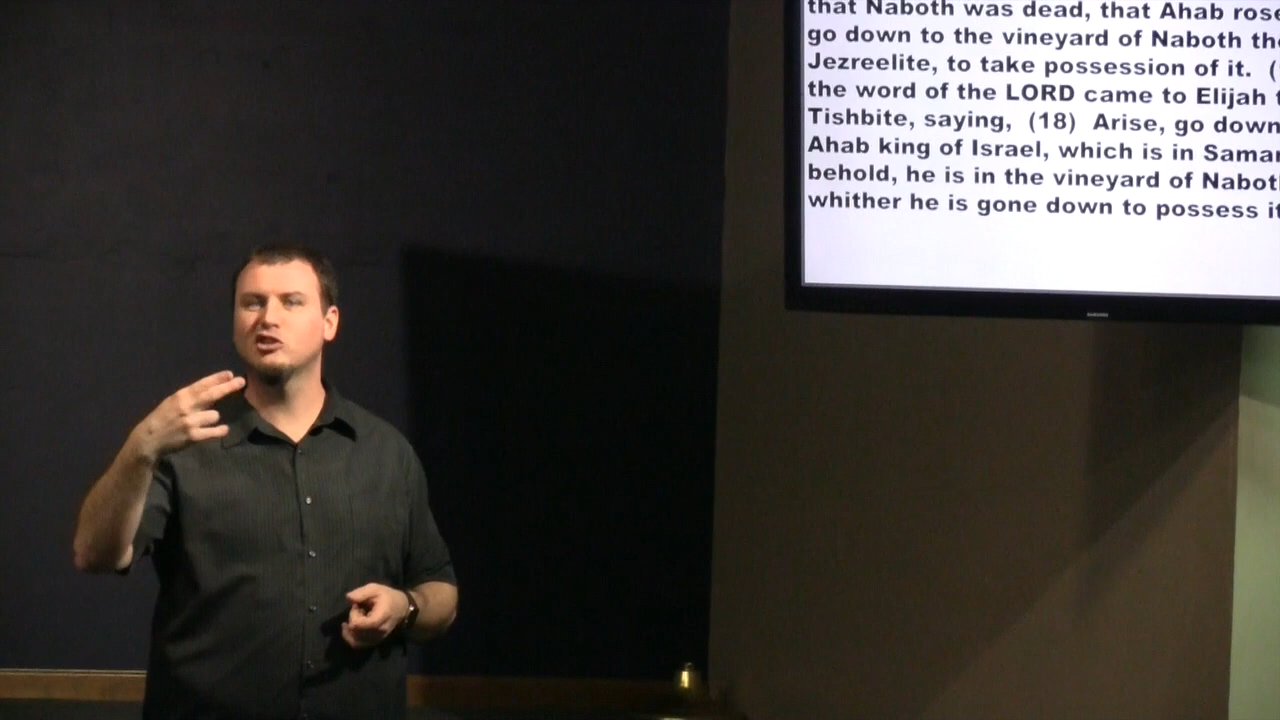 that Naboth was dead, that Ahab rose
go down to the vineyard of Naboth the
Jezreelite, to take possession of it. (
the word of the LORD came to Elijah t
Tishbite, saying, (18) Arise, go down
Ahab king of Israel, which is in Samar
behold, he is in the vineyard of Naboth
whither he is gone down to possess it
SAMSUNG